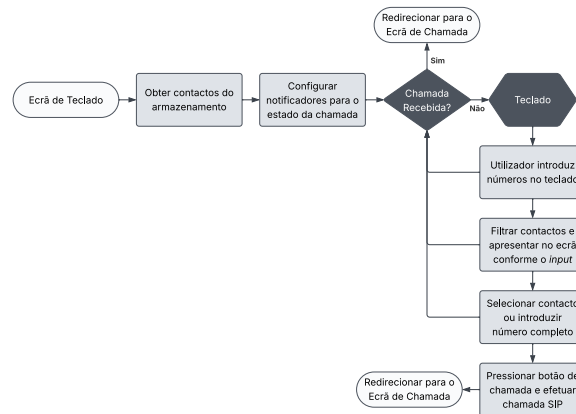 Redirecionar para o
Ecrã de Chamada
Sim
Ecrã de Teclado
Obter contactos do
armazenamento
Configurar
notificadores para o
estado da chamada
Chamada
Recebida?
Não
Teclado
Utilizador introduz
números no teclado
Filtrar contactos e
apresentar no ecrã
conforme o input
Selecionar contacto
ou introduzir
número completo
Redirecionar para o
Ecrã de Chamada
Pressionar botão de
chamada e efetuar
chamada SIP